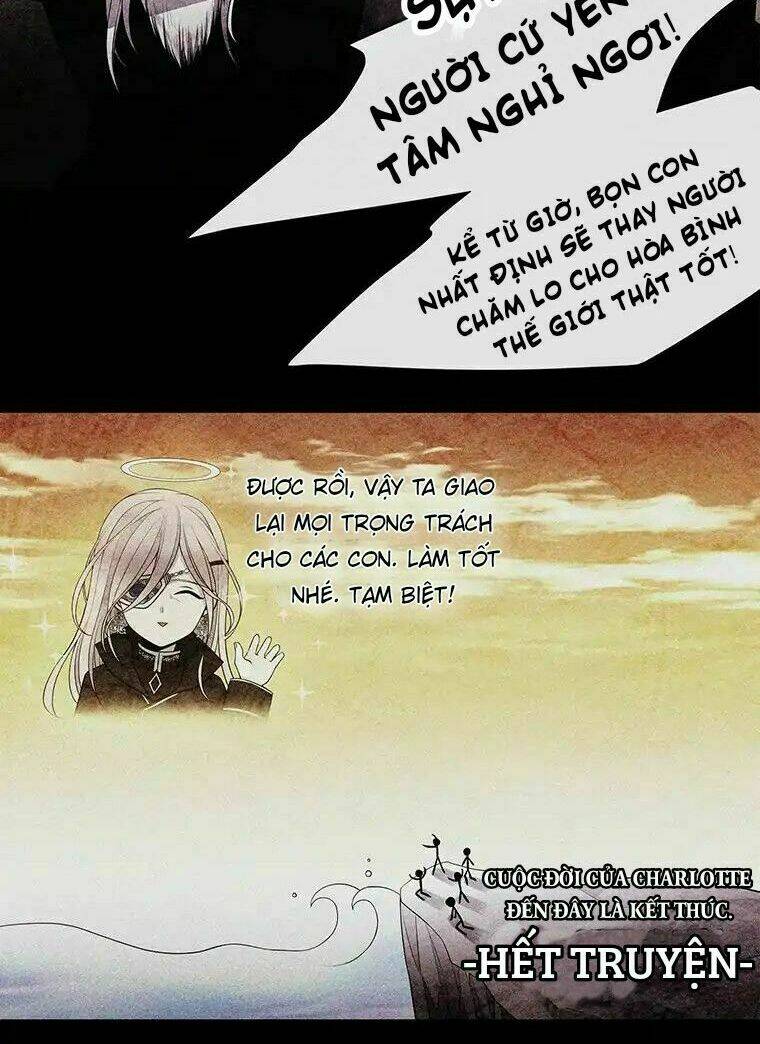 NGƯỜI CỨ YÊN
TÂM NGHỈ NGƠI!
KỂ TỪ GIỜ, BỌN CON
NHẤT ĐỊNH SẼ THAY NGƯỜI
CHĂM LO CHO HÒA BÌNH
THẾ GIỚI THẬT TỐT!
ĐƯỢC RỒI, VẬY TA GIAO
LẠI MỌI TRỌNG TRÁCH
CHO CÁC CON. LÀM TỐT
NHÉ. TẠM BIỆT!
CUỘC ĐỜI CỦA CHARLOTTE
ĐẾN ĐÂY LÀ KẾT THÚC.
-HẾT TRUYỆN-